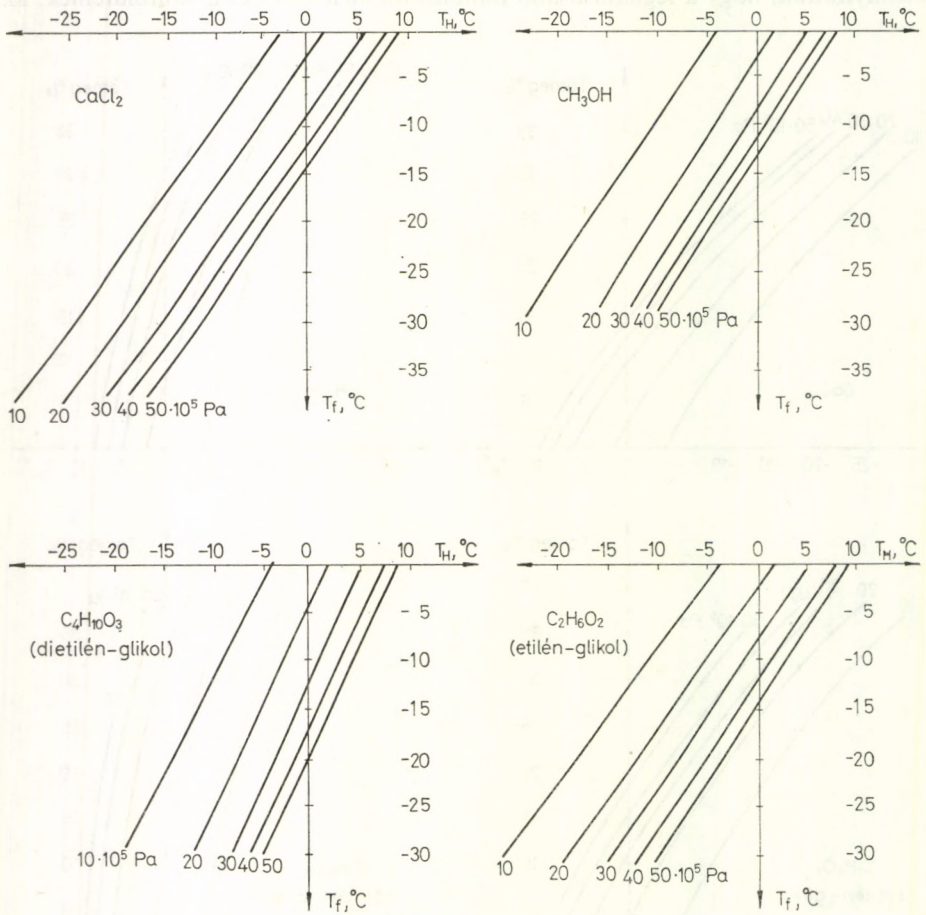 -25 -20 -15 -10 -5 0 5 10 T_H, °C
CaCl₂
-5
-10
-15
-20
-25
-30
-35
10 20 30 40 50·10⁵ Pa
T_f, °C
-20 -15 -10 -5 0 5 10 T_H, °C
CH₃OH
-5
-10
-15
-20
-25
-30
-35
10 20 30 40 50·10⁵ Pa
T_f, °C
-25 -20 -15 -10 -5 0 5 10 T_H, °C
C₄H₁₀O₃
(dietilén-glikol)
-5
-10
-15
-20
-25
-30
10·10⁵ Pa 20 30 40 50
T_f, °C
-20 -15 -10 -5 0 5 10 T_M, °C
C₂H₆O₂
(etilén-glikol)
-5
-10
-15
-20
-25
-30
10 20 30 40 50·10⁵ Pa
T_f, °C